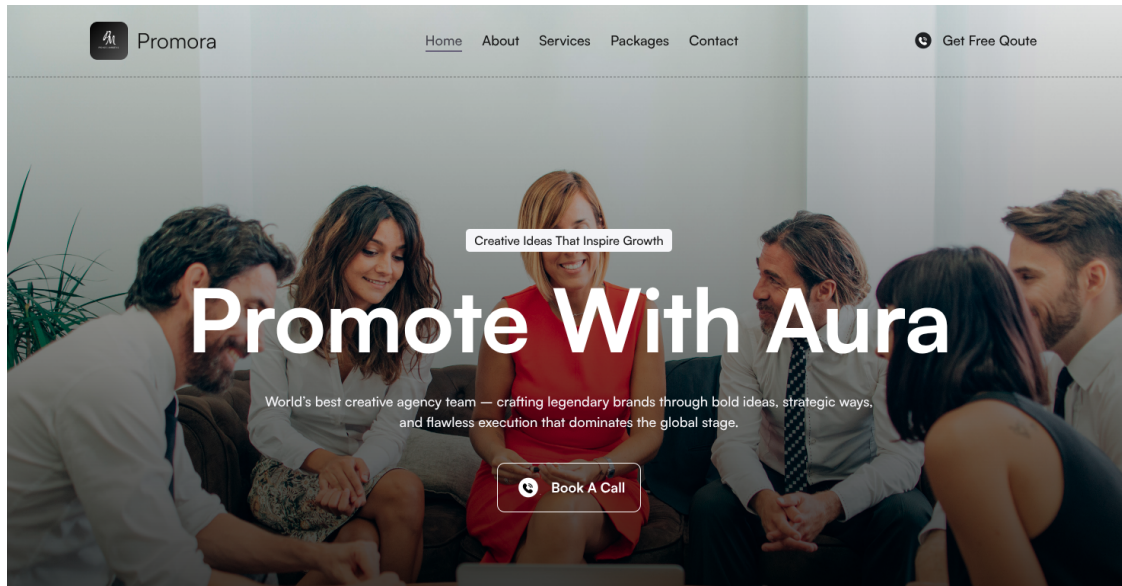 Promora
Home About Services Packages Contact
Get Free Qoute
Creative Ideas That Inspire Growth
Promote With Aura
World's best creative agency team — crafting legendary brands through bold ideas, strategic ways,
and flawless execution that dominates the global stage.
Book A Call